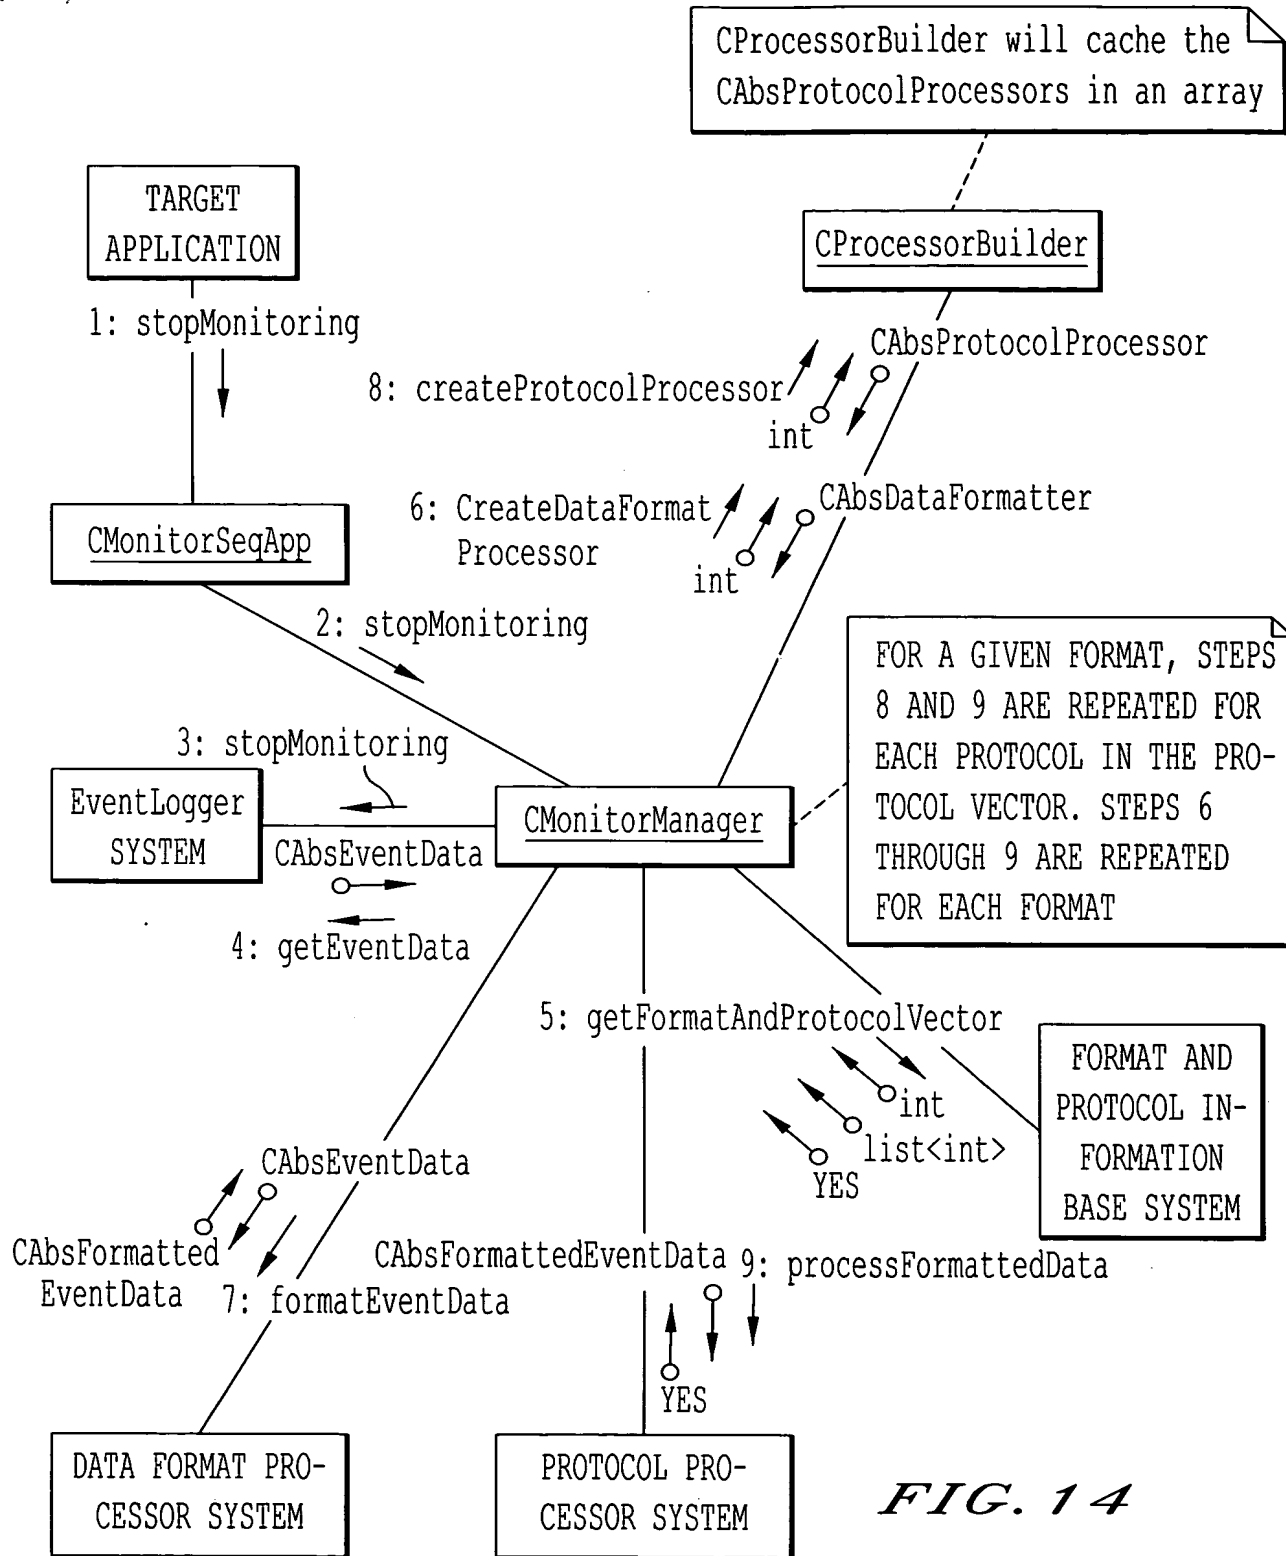 CProcessorBuilder will cache the
CAbsProtocolProcessors in an array
TARGET
APPLICATION
CProcessorBuilder
1: stopMonitoring
CAbsProtocolProcessor
8: createProtocolProcessor
int
CAbsDataFormatter
6: CreateDataFormat
Processor
int
CMonitorSeqApp
2: stopMonitoring
FOR A GIVEN FORMAT, STEPS
8 AND 9 ARE REPEATED FOR
EACH PROTOCOL IN THE PRO-
TOCOL VECTOR. STEPS 6
THROUGH 9 ARE REPEATED
FOR EACH FORMAT
3: stopMonitoring
EventLogger
SYSTEM
CMonitorManager
CAbsEventData
4: getEventData
5: getFormatAndProtocolVector
int
list<int>
YES
FORMAT AND
PROTOCOL IN-
FORMATION
BASE SYSTEM
CAbsEventData
CAbsFormatted
EventData
7: formatEventData
CAbsFormattedEventData
9: processFormattedData
YES
DATA FORMAT PRO-
CESSOR SYSTEM
PROTOCOL PRO-
CESSOR SYSTEM
FIG. 14